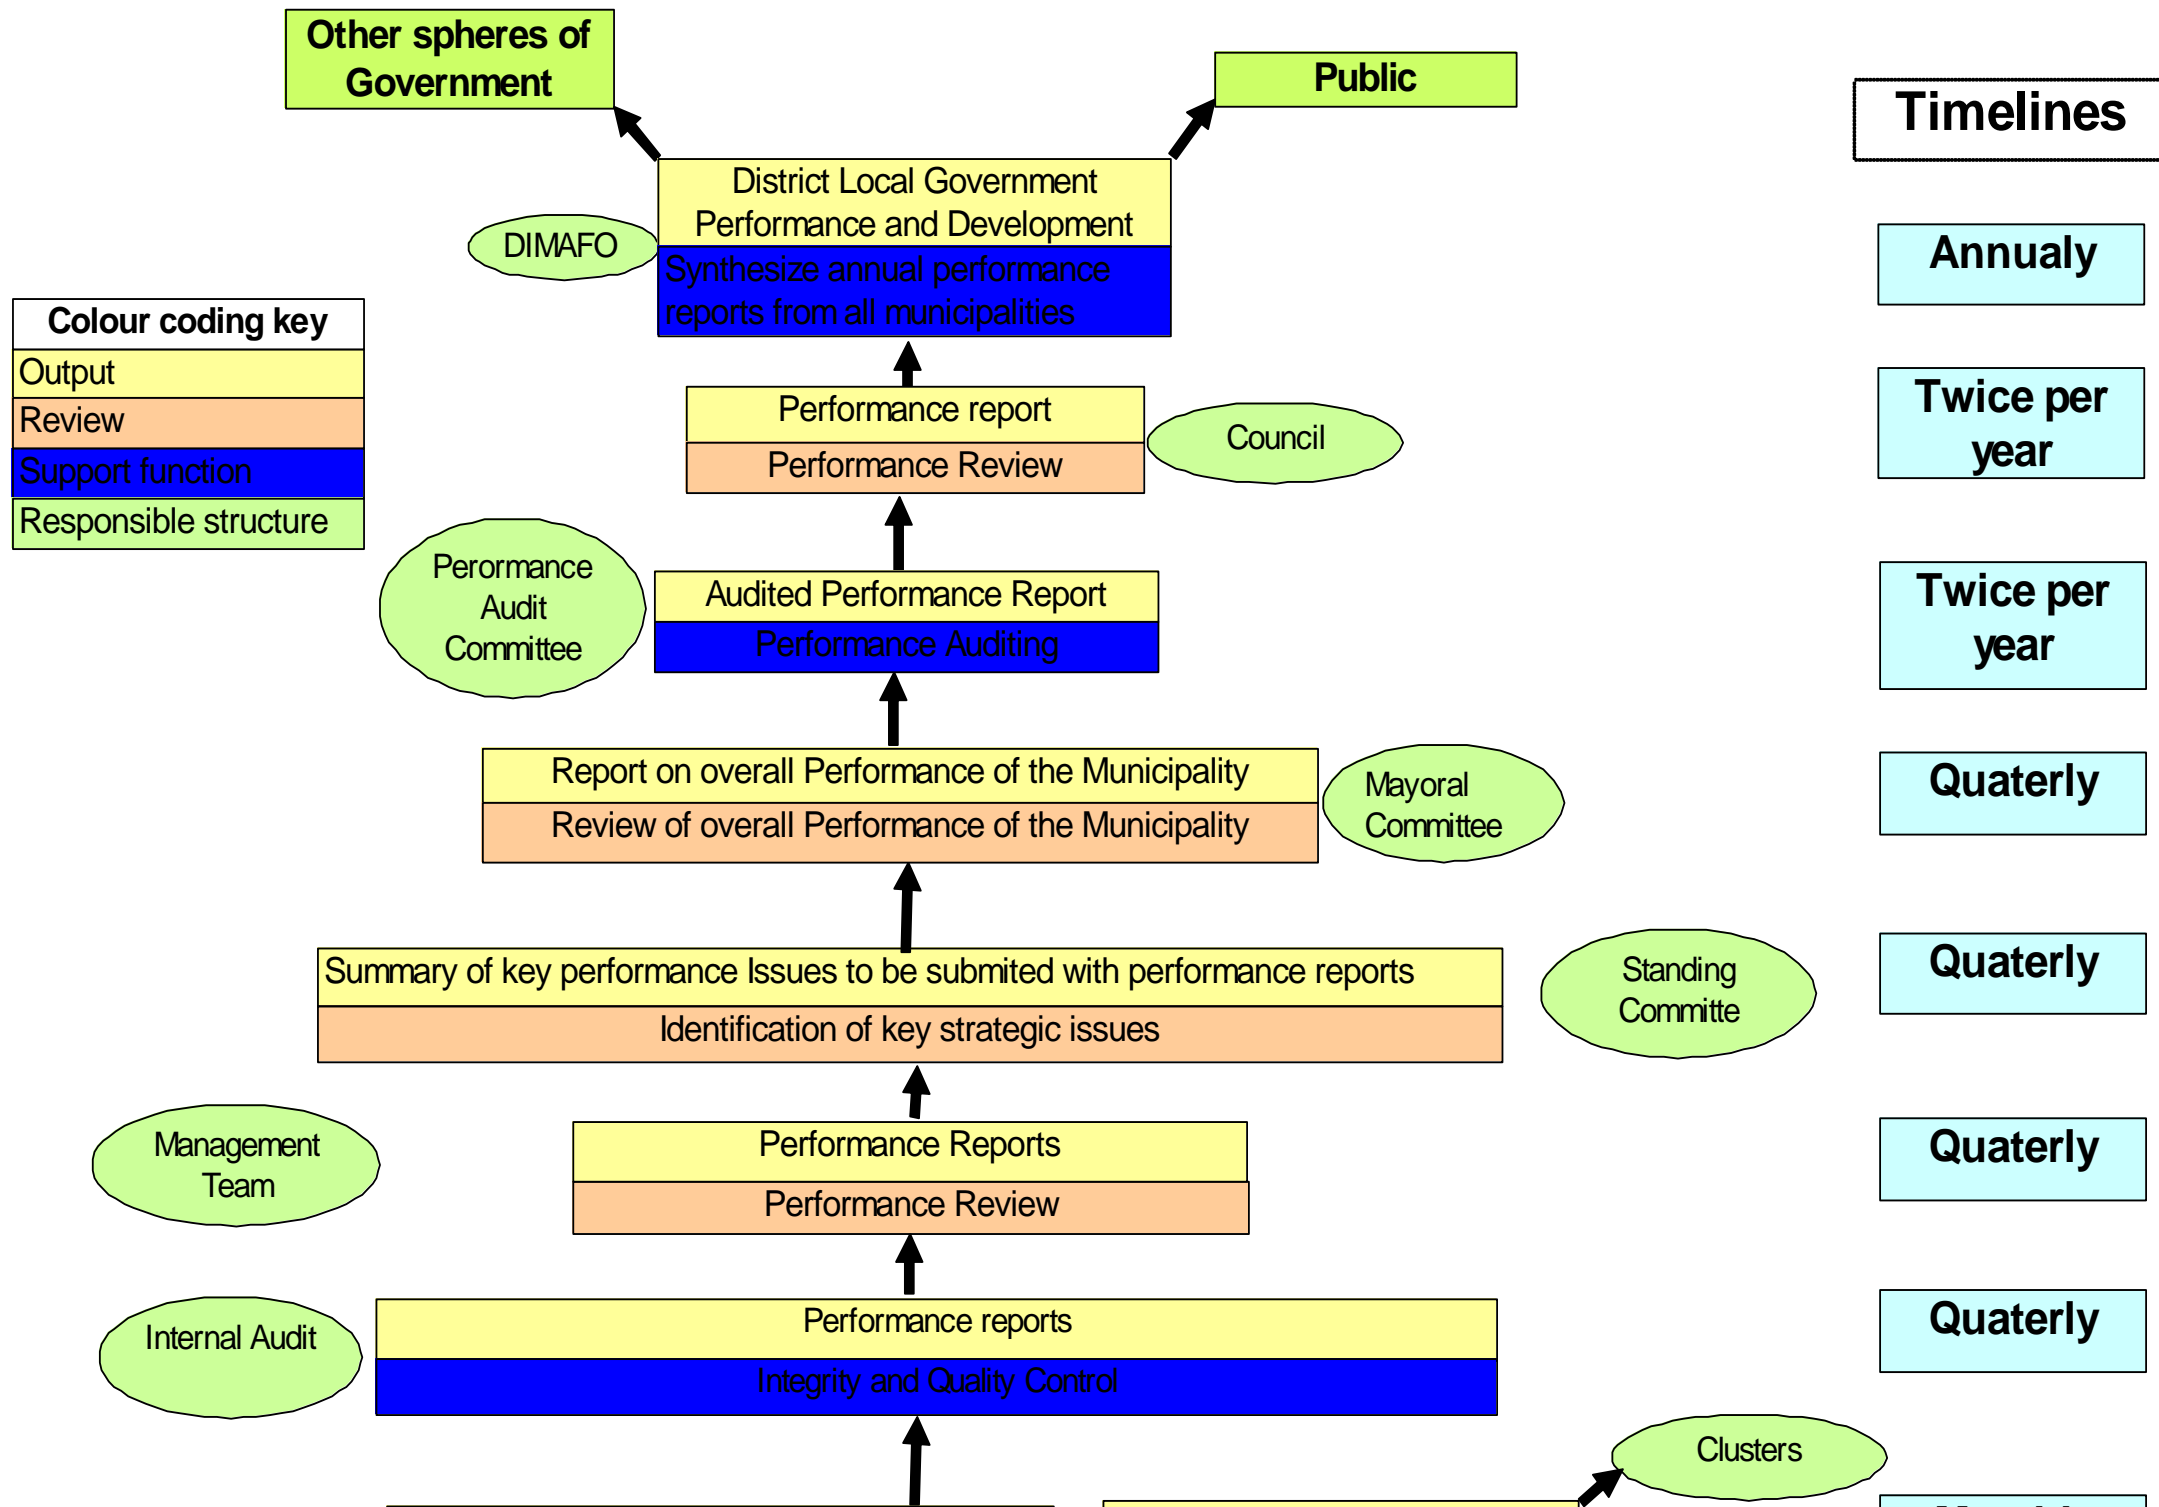 Other spheres of
Government
Public
Timelines
District Local Government
Performance and Development
DIMAFO
Synthesize annual performance
reports from all municipalities
Annualy
Colour coding key
Output
Review
Support function
Responsible structure
Performance report
Performance Review
Council
Twice per
year
Perormance
Audit
Committee
Audited Performance Report
Performance Auditing
Twice per
year
Report on overall Performance of the Municipality
Review of overall Performance of the Municipality
Mayoral
Committee
Quaterly
Summary of key performance Issues to be submited with performance reports
Identification of key strategic issues
Standing
Committe
Quaterly
Management
Team
Performance Reports
Performance Review
Quaterly
Internal Audit
Performance reports
Integrity and Quality Control
Quaterly
Clusters